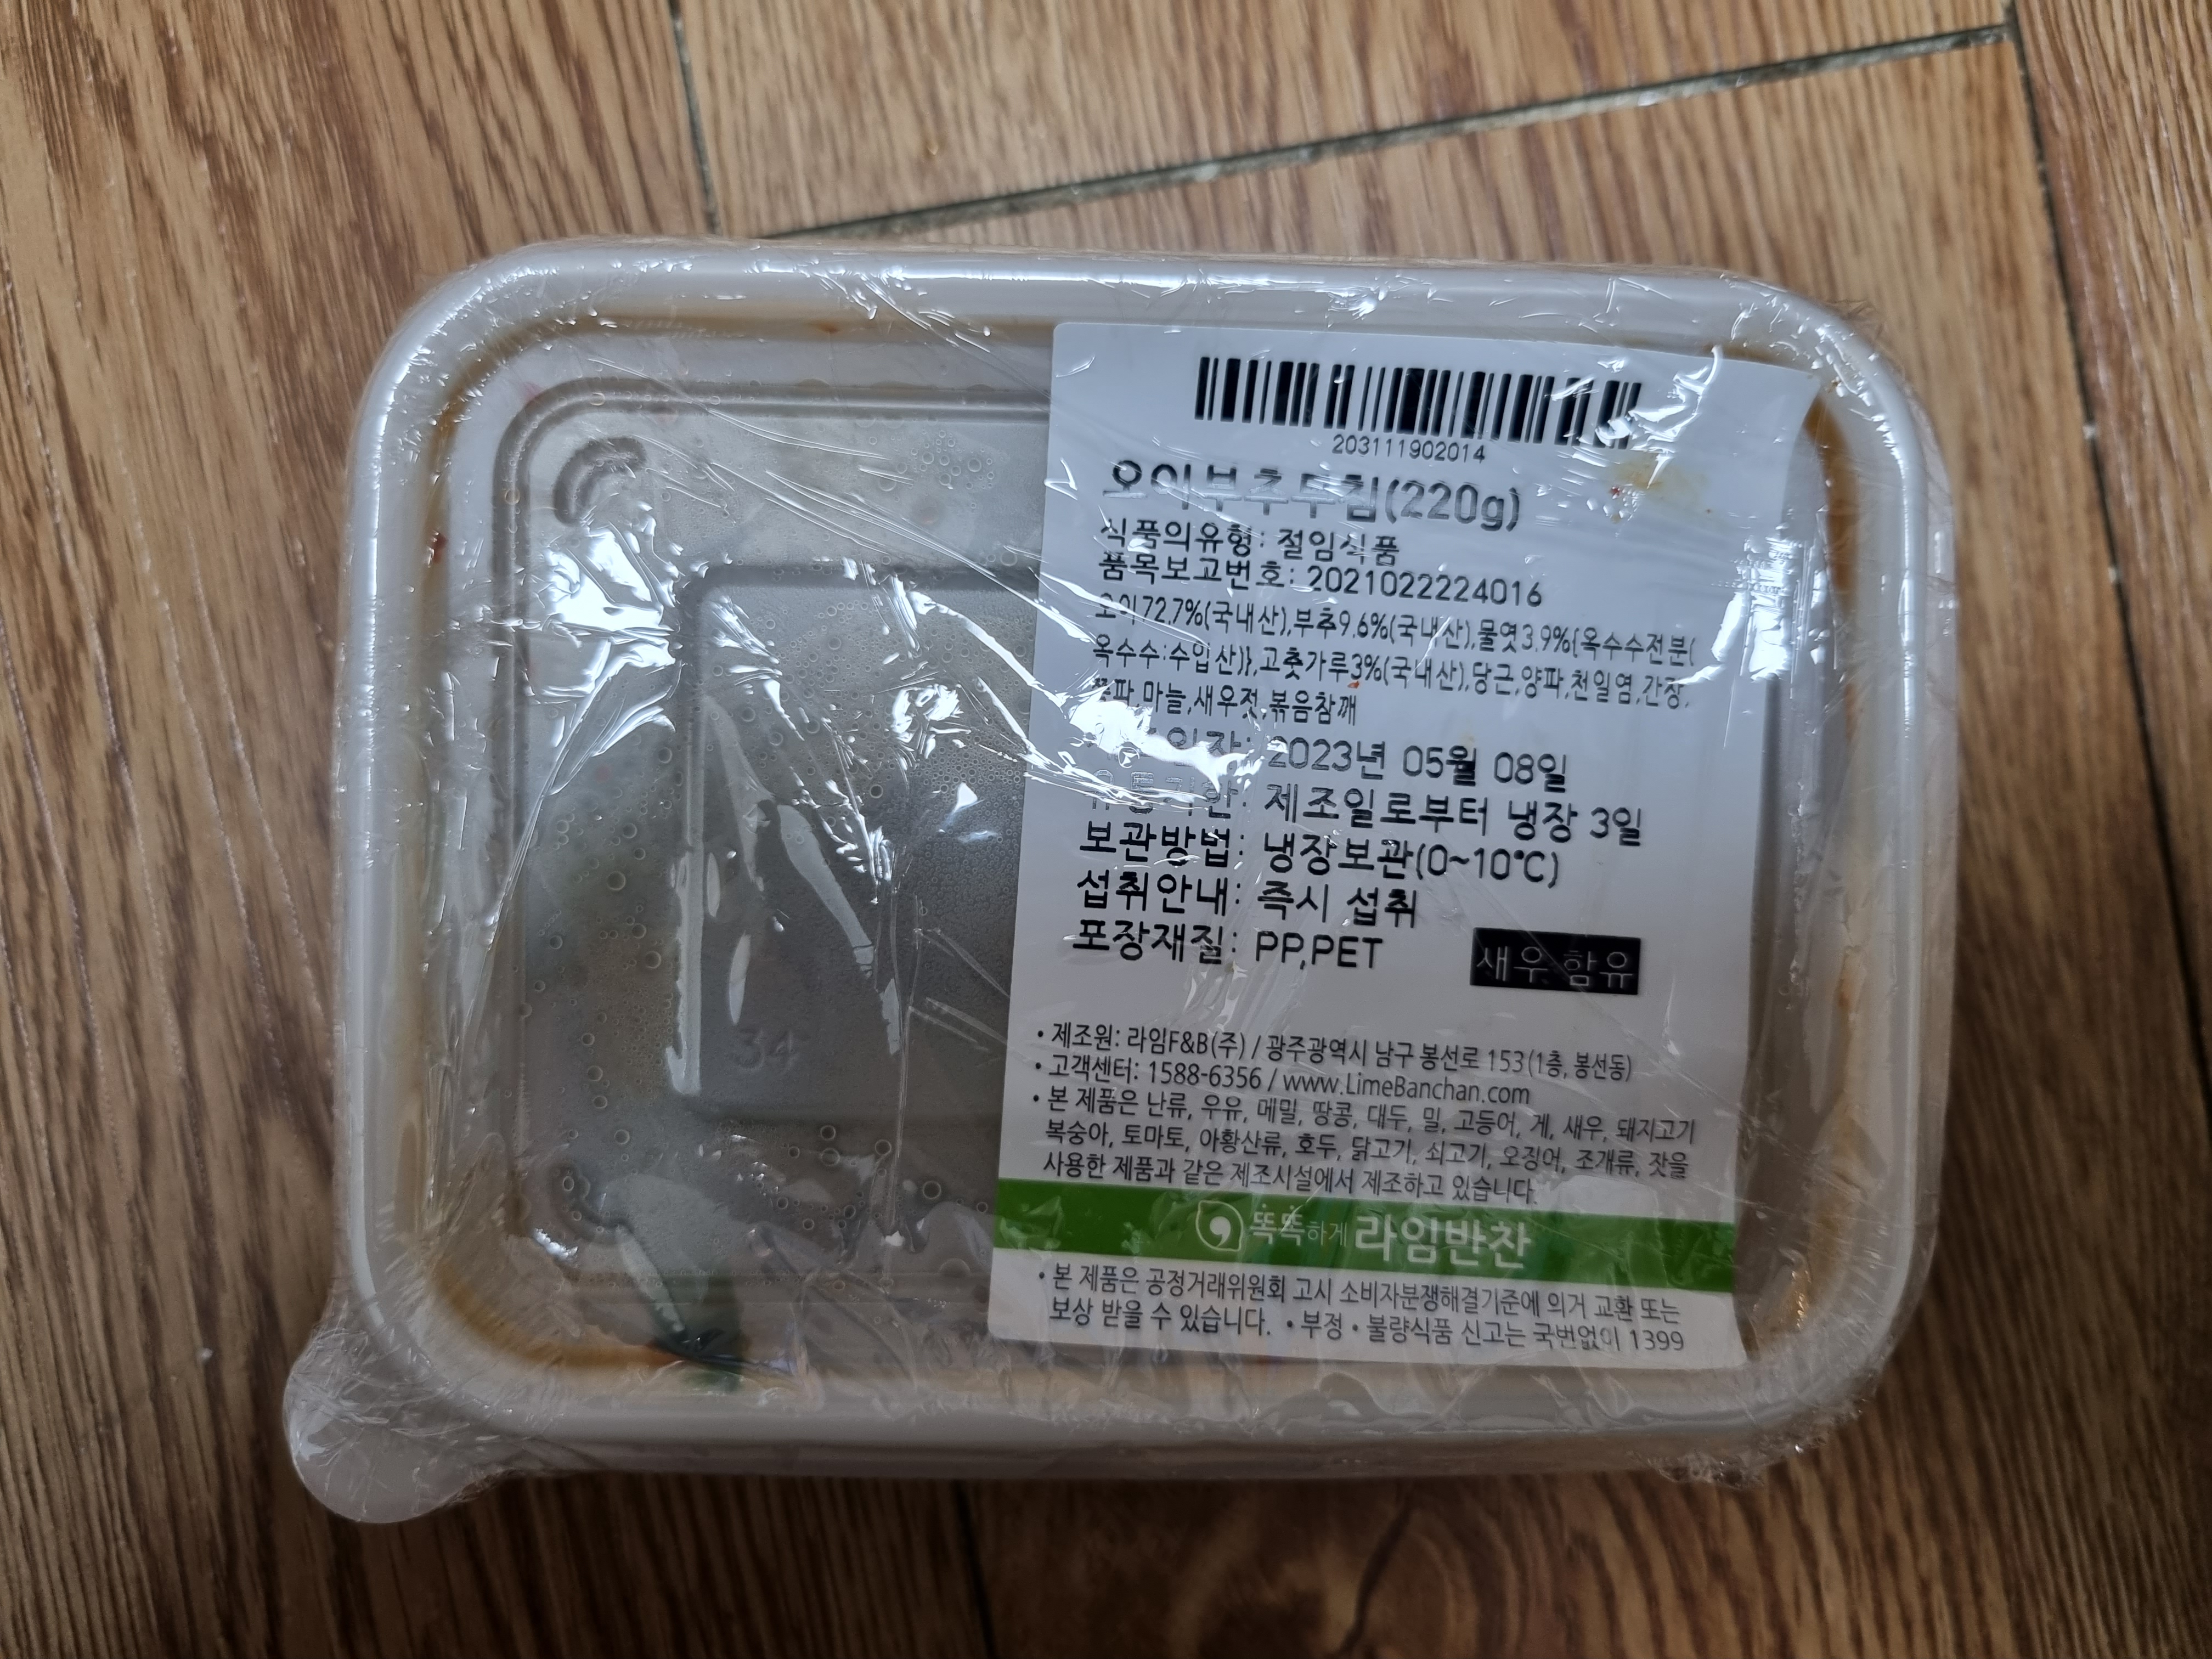 203111902014
오이부추무침(220g)
식품의유형: 절임식품
품목보고번호: 2021022224016
오이72.7%(국내산),부추9.6%(국내산),물엿3.9%{옥수수전분(
옥수수:수입산)},고춧가루3%(국내산),당근,양파,천일염,간장,
마늘,새우젓,볶음참깨
2023년 05월 08일
유통기한: 제조일로부터 냉장 3일
보관방법: 냉장보관(0~10℃)
섭취안내: 즉시 섭취
포장재질: PP,PET
새우 함유
• 제조원: 라임F&B(주) / 광주광역시 남구 봉선로 153(1층, 봉선동)
• 고객센터: 1588-6356 / www.LimeBanchan.com
• 본 제품은 난류, 우유, 메밀, 땅콩, 대두, 밀, 고등어, 게, 새우, 돼지고기
복숭아, 토마토, 아황산류, 호두, 닭고기, 쇠고기, 오징어, 조개류, 잣을
사용한 제품과 같은 제조시설에서 제조하고 있습니다.
똑똑하게 라임반찬
• 본 제품은 공정거래위원회 고시 소비자분쟁해결기준에 의거 교환 또는
보상 받을 수 있습니다. • 부정 • 불량식품 신고는 국번없이 1399
34